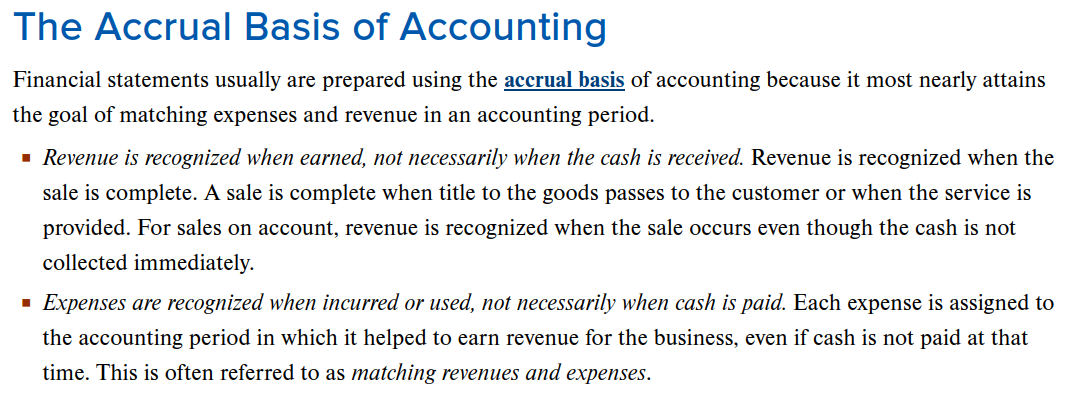 The Accrual Basis of Accounting
Financial statements usually are prepared using the accrual basis of accounting because it most nearly attains
the goal of matching expenses and revenue in an accounting period.
▪ Revenue is recognized when earned, not necessarily when the cash is received. Revenue is recognized when the
sale is complete. A sale is complete when title to the goods passes to the customer or when the service is
provided. For sales on account, revenue is recognized when the sale occurs even though the cash is not
collected immediately.
▪ Expenses are recognized when incurred or used, not necessarily when cash is paid. Each expense is assigned to
the accounting period in which it helped to earn revenue for the business, even if cash is not paid at that
time. This is often referred to as matching revenues and expenses.